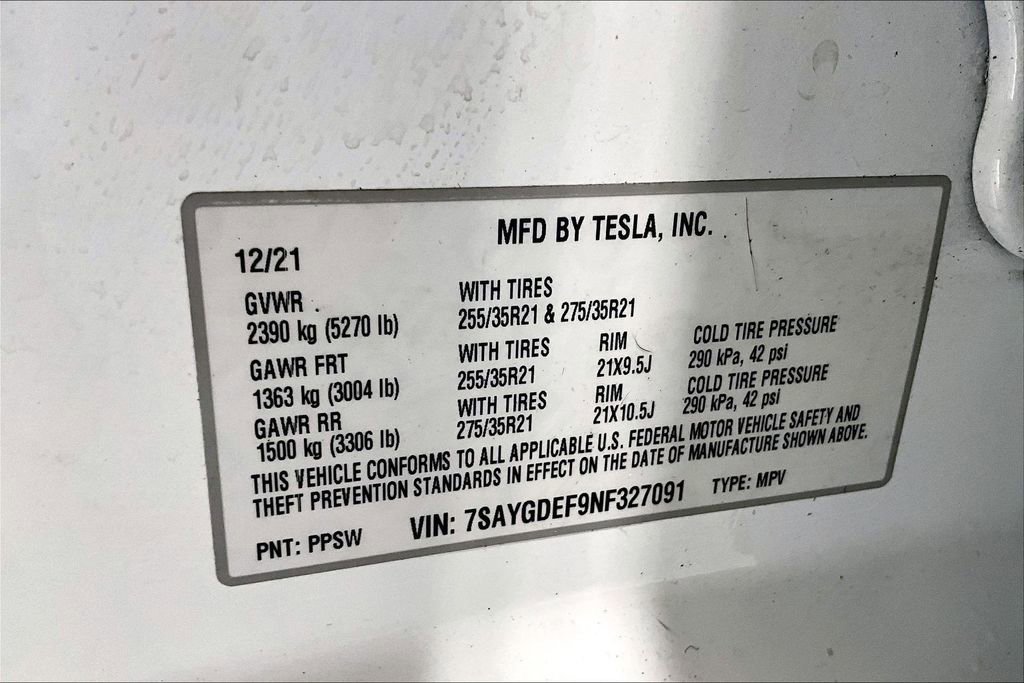 MFD BY TESLA, INC.
12/21
GVWR
2390 kg (5270 lb)
WITH TIRES
255/35R21 & 275/35R21
GAWR FRT
1363 kg (3004 lb)
WITH TIRES
255/35R21
RIM
21X9.5J
COLD TIRE PRESSURE
290 kPa, 42 psi
GAWR RR
1500 kg (3306 lb)
WITH TIRES
275/35R21
RIM
21X10.5J
COLD TIRE PRESSURE
290 kPa, 42 psi
THIS VEHICLE CONFORMS TO ALL APPLICABLE U.S. FEDERAL MOTOR VEHICLE SAFETY AND
THEFT PREVENTION STANDARDS IN EFFECT ON THE DATE OF MANUFACTURE SHOWN ABOVE.
PNT: PPSW
VIN: 7SAYGDEF9NF327091
TYPE: MPV